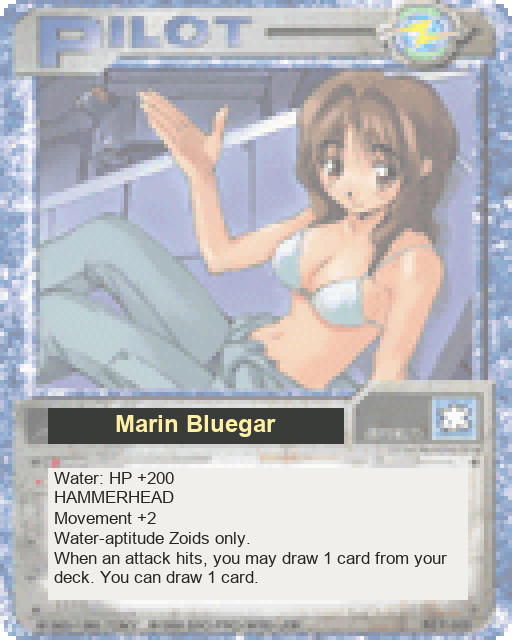 PILOT
Marin Bluegar
Water: HP +200
HAMMERHEAD
Movement +2
Water-aptitude Zoids only.
When an attack hits, you may draw 1 card from your
deck. You can draw 1 card.